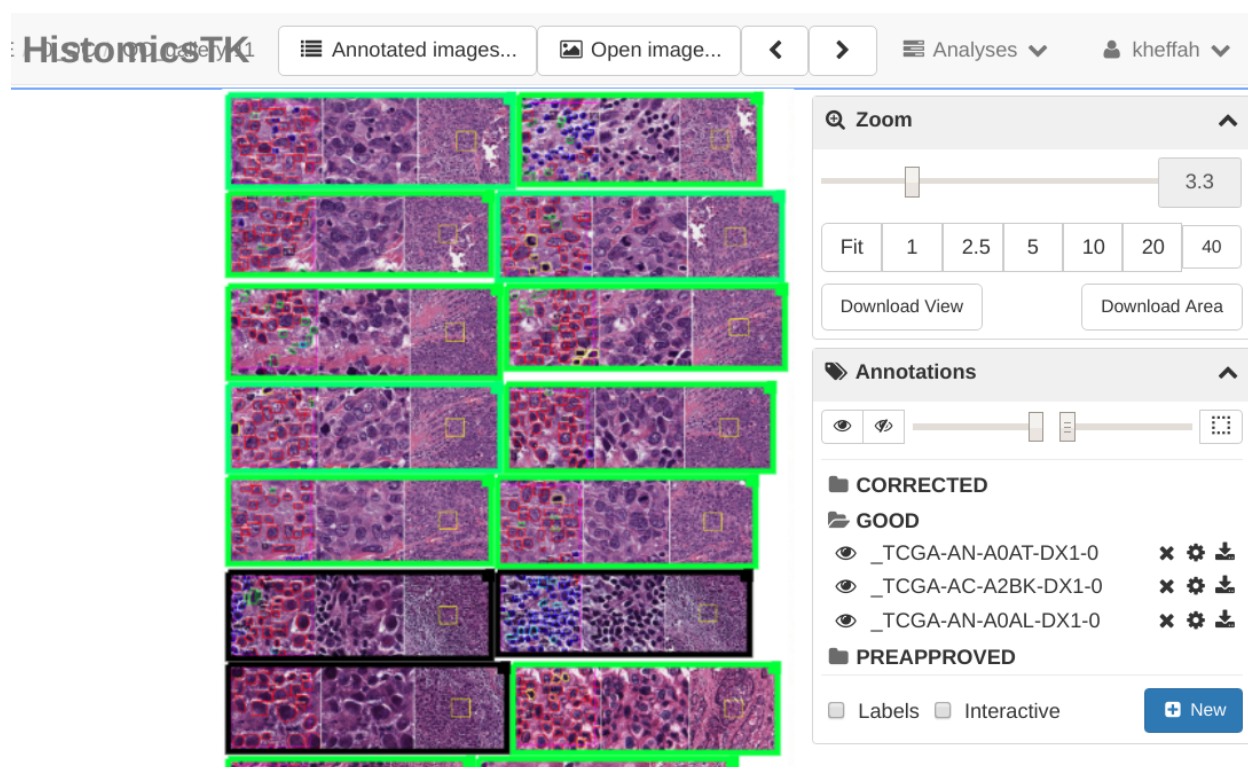 HistomicsTK
Annotated images...
Open image...
Analyses
kheffah
Zoom
3.3
Fit 1 2.5 5 10 20 40
Download View Download Area
Annotations
CORRECTED
GOOD
_TCGA-AN-A0AT-DX1-0
_TCGA-AC-A2BK-DX1-0
_TCGA-AN-A0AL-DX1-0
PREAPPROVED
Labels Interactive New